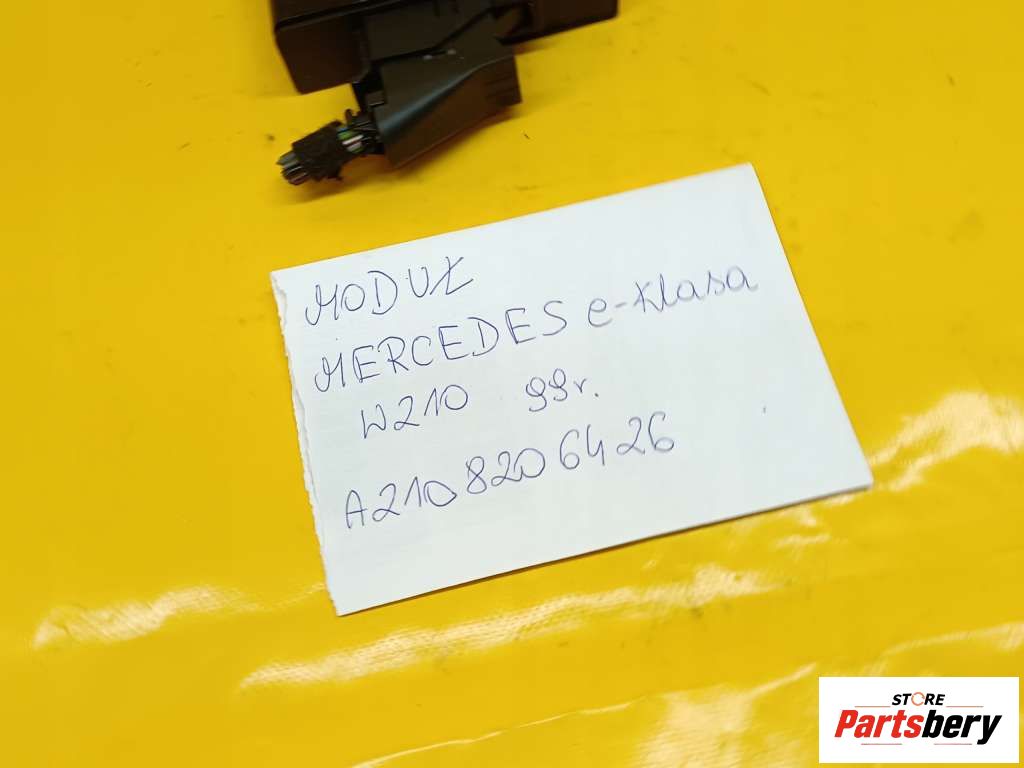 MODUŁ
MERCEDES e-klasa
W210 99r.
A210 820 64 26
STORE
Partsbery